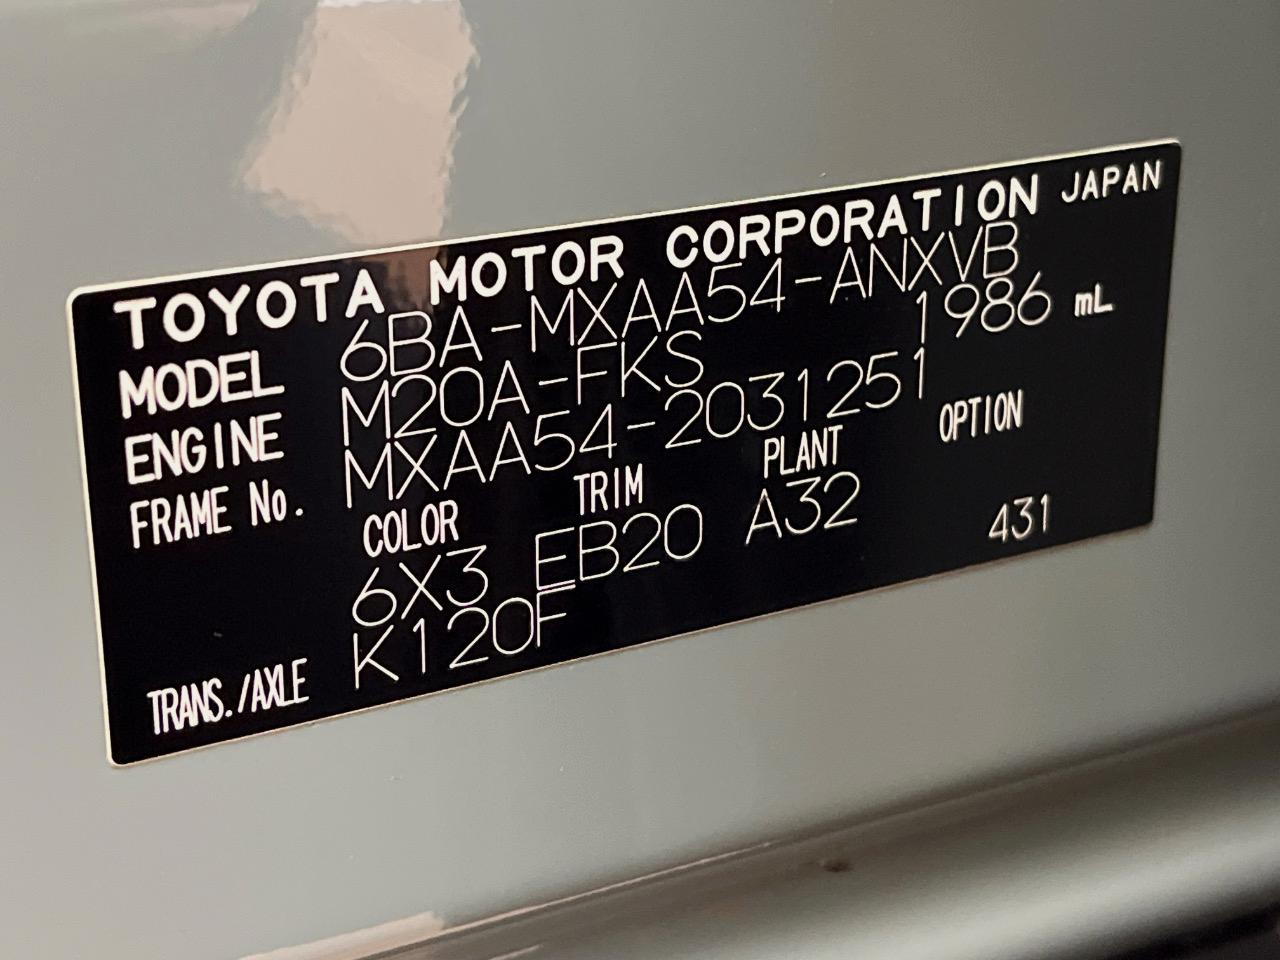 TOYOTA MOTOR CORPORATION JAPAN
MODEL 6BA-MXAA54-ANXVB
ENGINE M20A-FKS 1986 mL
FRAME No. MXAA54-2031251
COLOR TRIM PLANT OPTION
6X3 EB20 A32 431
TRANS./AXLE K120F